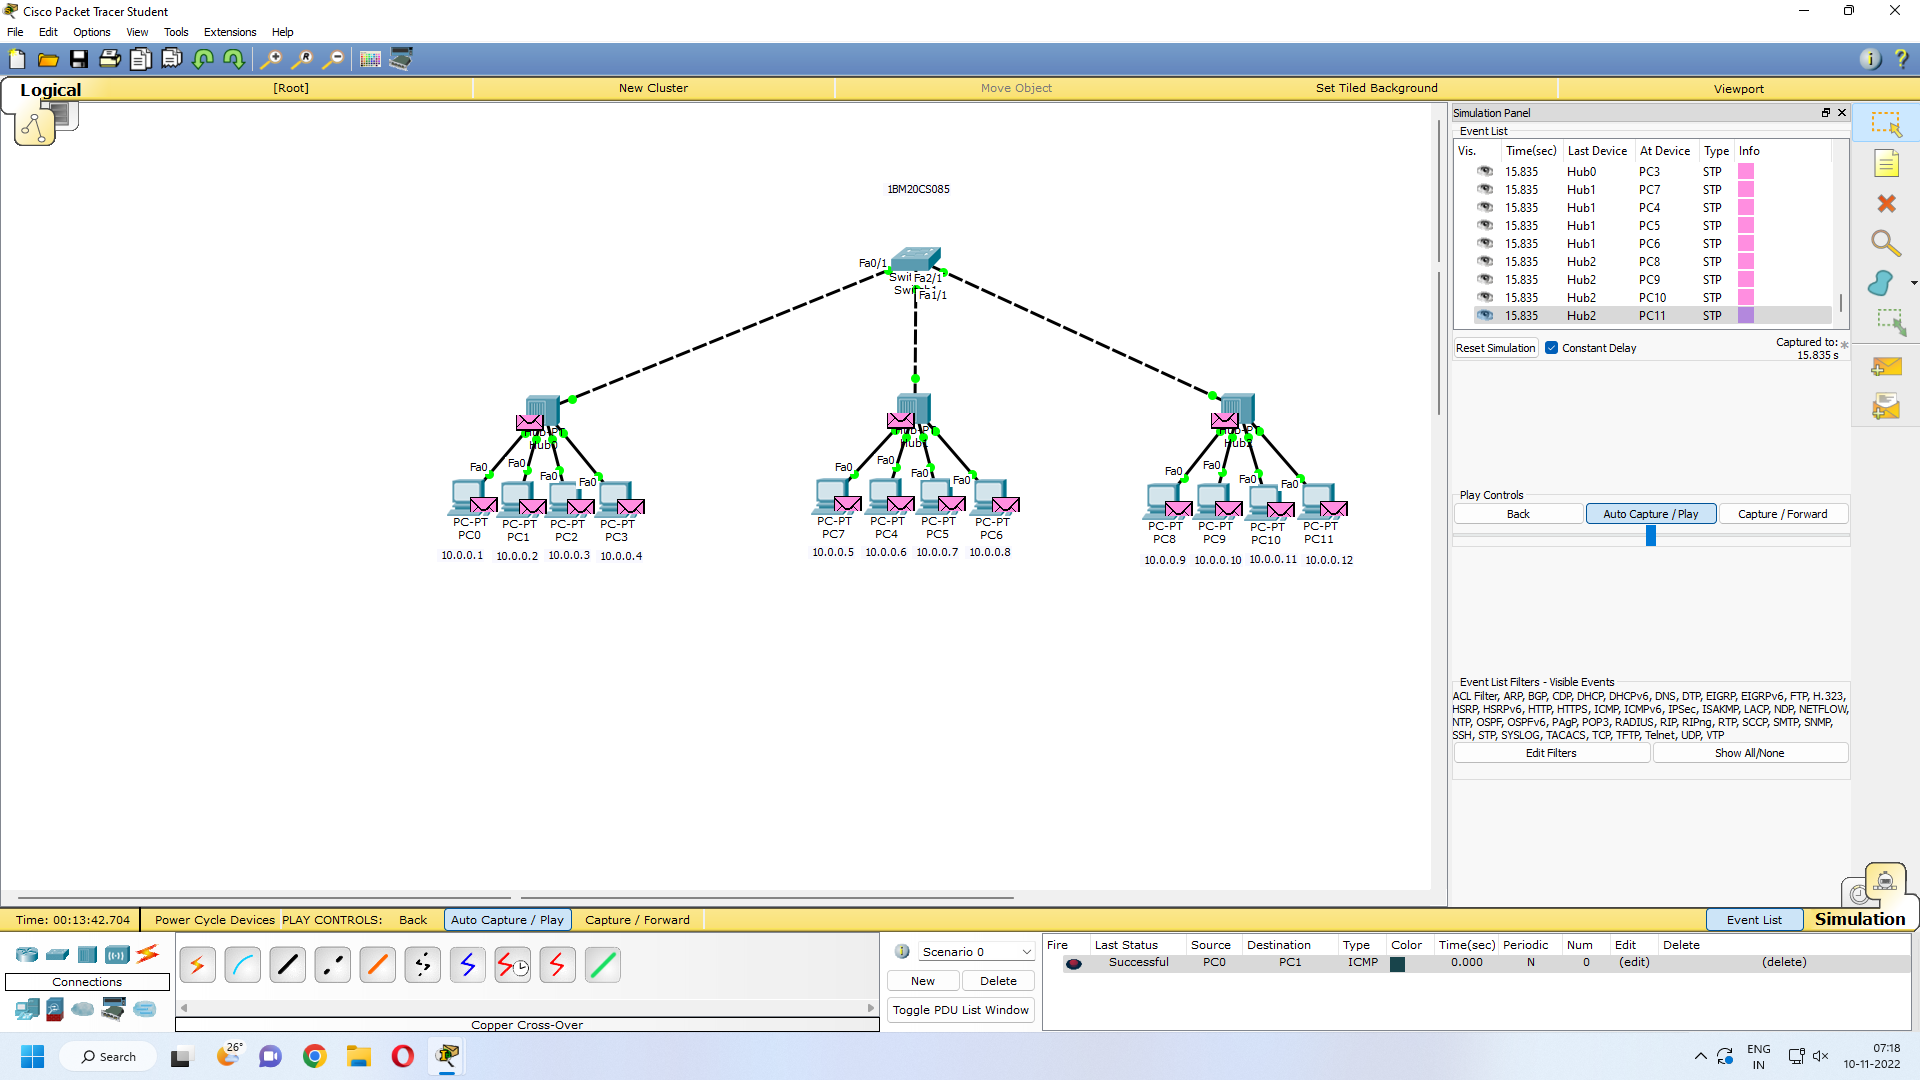 Cisco Packet Tracer Student
File Edit Options View Tools Extensions Help
Logical [Root] New Cluster Move Object Set Tiled Background Viewport
1BM20CS085
Fa0/1
Fa2/1
Fa1/1
Hub0
Fa0 Fa0 Fa0 Fa0
PC-PT PC-PT PC-PT PC-PT
PC0 PC1 PC2 PC3
10.0.0.1 10.0.0.2 10.0.0.3 10.0.0.4
Fa0 Fa0 Fa0 Fa0
PC-PT PC-PT PC-PT PC-PT
PC7 PC4 PC5 PC6
10.0.0.5 10.0.0.6 10.0.0.7 10.0.0.8
Fa0 Fa0 Fa0 Fa0
PC-PT PC-PT PC-PT PC-PT
PC8 PC9 PC10 PC11
10.0.0.9 10.0.0.10 10.0.0.11 10.0.0.12
Simulation Panel
Event List
Vis. Time(sec) Last Device At Device Type Info
15.835 Hub0 PC3 STP
15.835 Hub1 PC7 STP
15.835 Hub1 PC4 STP
15.835 Hub1 PC5 STP
15.835 Hub1 PC6 STP
15.835 Hub2 PC8 STP
15.835 Hub2 PC9 STP
15.835 Hub2 PC10 STP
15.835 Hub2 PC11 STP
Reset Simulation Constant Delay Captured to: *
15.835 s
Play Controls
Back Auto Capture / Play Capture / Forward
Event List Filters - Visible Events
ACL Filter, ARP, BGP, CDP, DHCP, DHCPv6, DNS, DTP, EIGRP, EIGRPv6, FTP, H.323,
HSRP, HSRPv6, HTTP, HTTPS, ICMP, ICMPv6, IPSec, ISAKMP, LACP, NDP, NETFLOW,
NTP, OSPF, OSPFv6, PAgP, POP3, RADIUS, RIP, RIPng, RTP, SCCP, SMTP, SNMP,
SSH, STP, SYSLOG, TACACS, TCP, TFTP, Telnet, UDP, VTP
Edit Filters Show All/None
Time: 00:13:42.704 Power Cycle Devices PLAY CONTROLS: Back Auto Capture / Play Capture / Forward Event List Simulation
Connections
Copper Cross-Over
Scenario 0
New Delete
Toggle PDU List Window
Fire Last Status Source Destination Type Color Time(sec) Periodic Num Edit Delete
Successful PC0 PC1 ICMP 0.000 N 0 (edit) (delete)
26°
Search
ENG
IN
07:18
10-11-2022